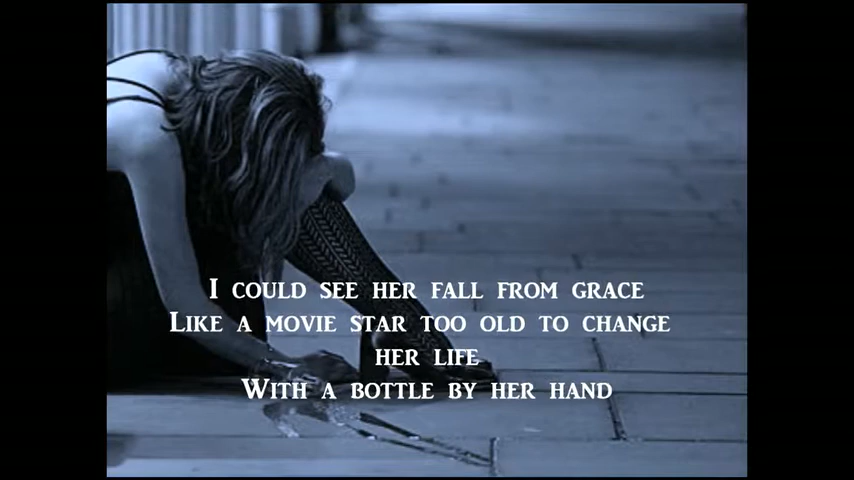 I could see her fall from grace
Like a movie star too old to change
her life
With a bottle by her hand